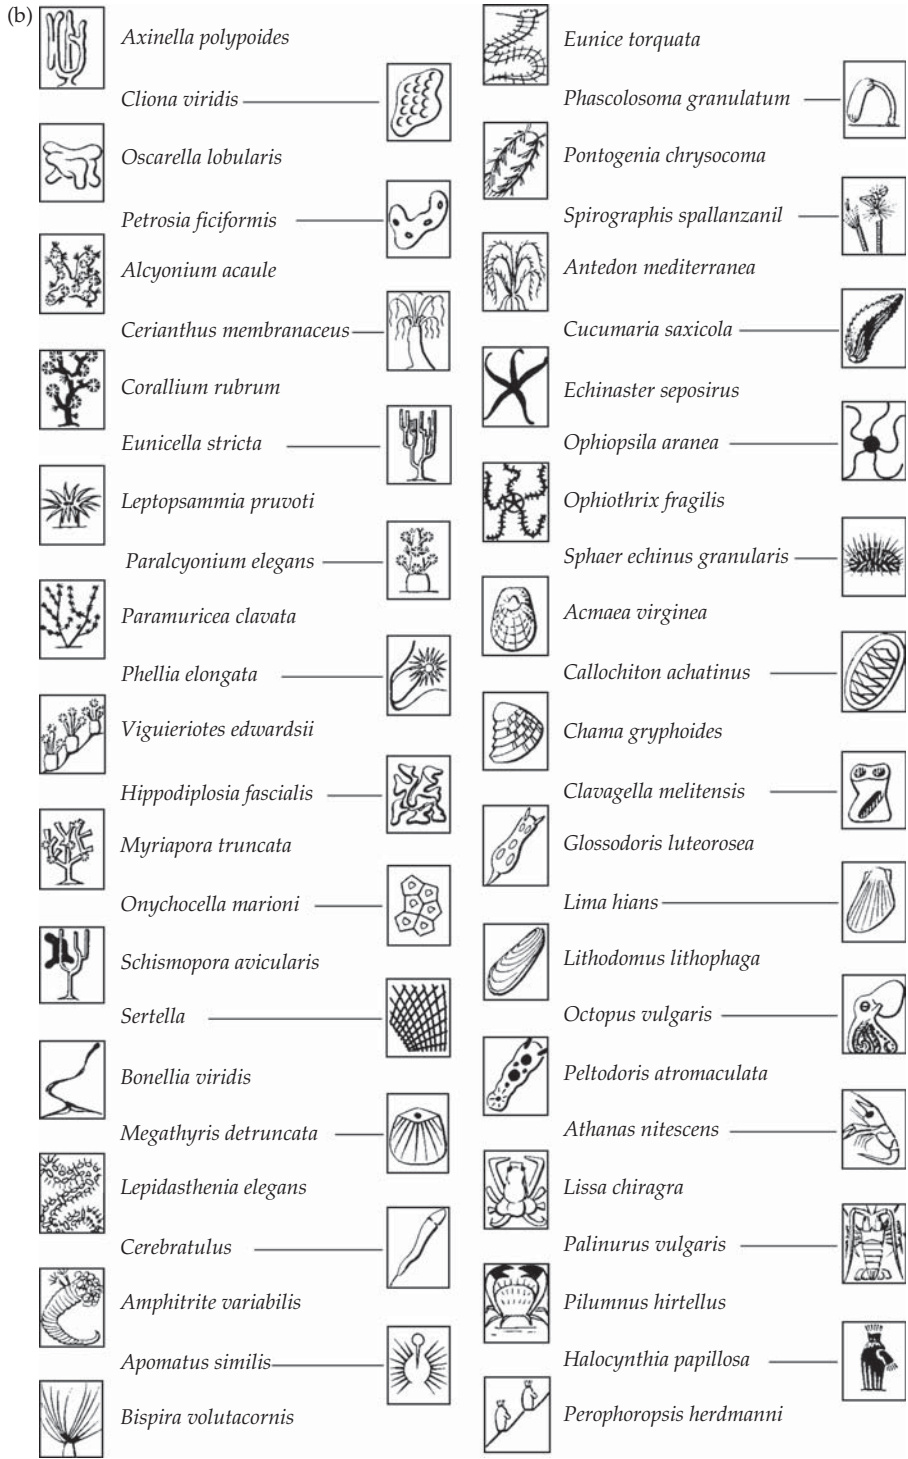 (b)
Axinella polypoides
Cliona viridis
Oscarella lobularis
Petrosia ficiformis
Alcyonium acaule
Cerianthus membranaceus
Corallium rubrum
Eunicella stricta
Leptopsammia pruvoti
Paralcyonium elegans
Paramuricea clavata
Phellia elongata
Viguieriotes edwardsii
Hippodiplosia fascialis
Myriapora truncata
Onychocella marioni
Schismopora avicularis
Sertella
Bonellia viridis
Megathyris detruncata
Lepidasthenia elegans
Cerebratulus
Amphitrite variabilis
Apomatus similis
Bispira volutacornis
Eunice torquata
Phascolosoma granulatum
Pontogenia chrysocoma
Spirographis spallanzanil
Antedon mediterranea
Cucumaria saxicola
Echinaster seposirus
Ophiopsila aranea
Ophiothrix fragilis
Sphaer echinus granularis
Acmaea virginea
Callochiton achatinus
Chama gryphoides
Clavagella melitensis
Glossodoris luteorosea
Lima hians
Lithodomus lithophaga
Octopus vulgaris
Peltodoris atromaculata
Athanas nitescens
Lissa chiragra
Palinurus vulgaris
Pilumnus hirtellus
Halocynthia papillosa
Perophoropsis herdmanni